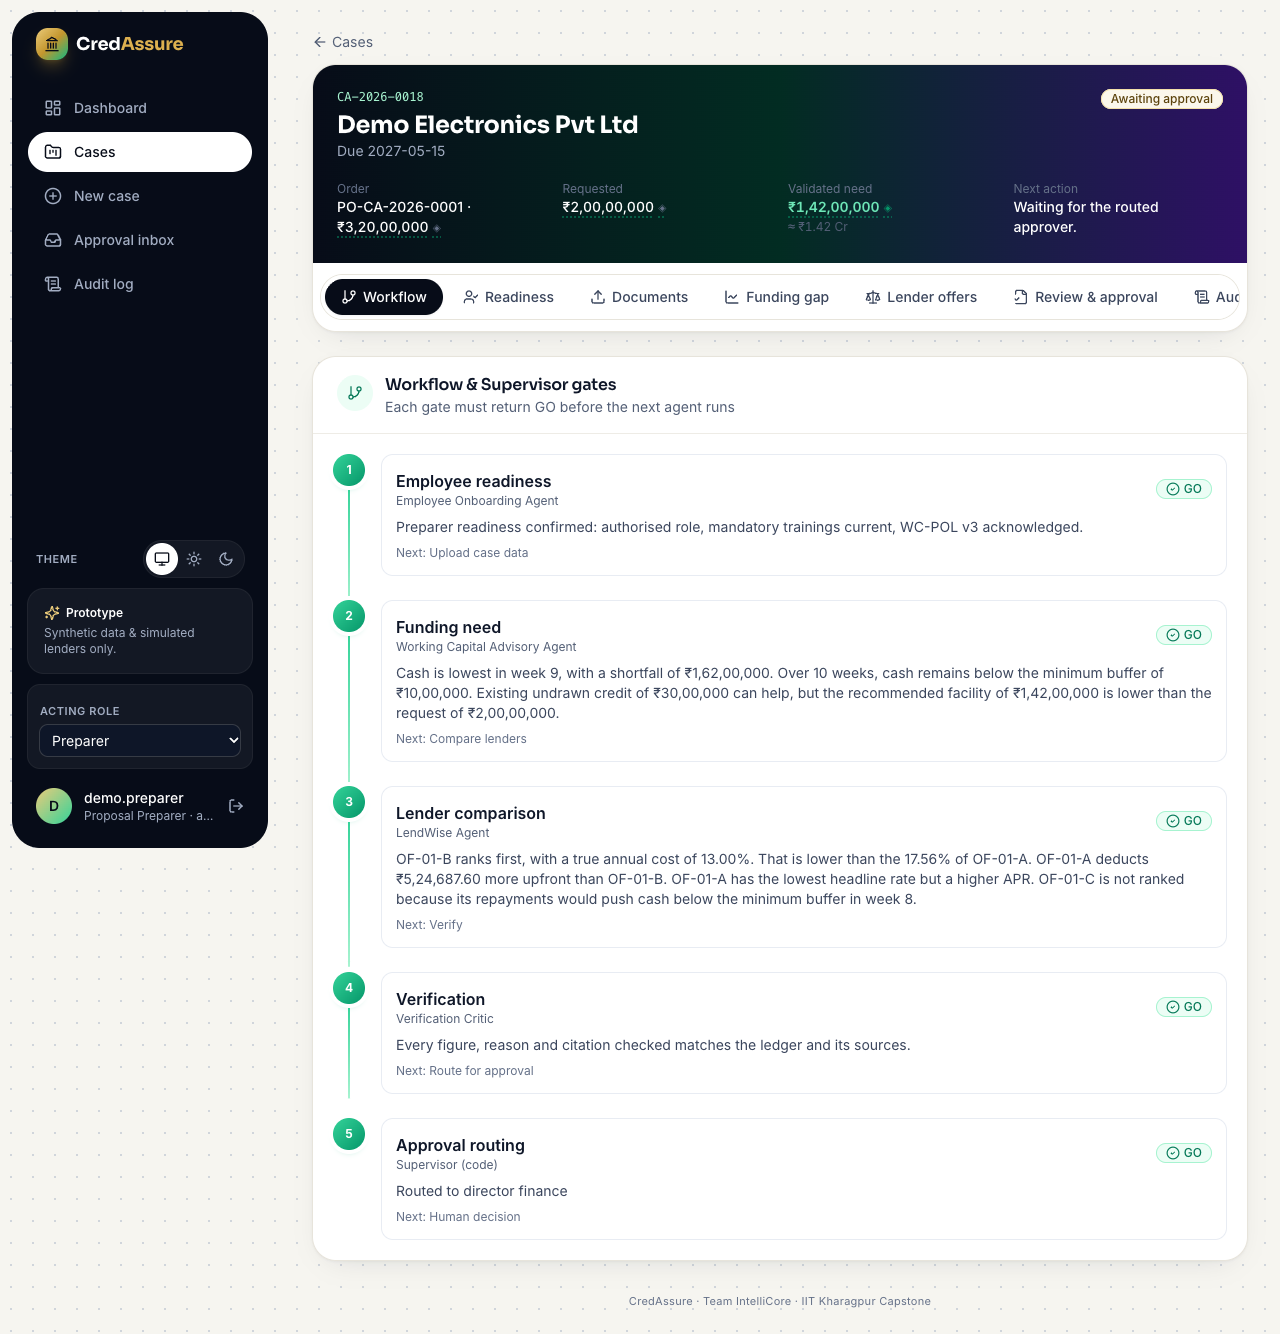 CredAssure
Dashboard
Cases
New case
Approval inbox
Audit log
THEME
Prototype
Synthetic data & simulated
lenders only.
ACTING ROLE
Preparer
D
demo.preparer
Proposal Preparer · a...
← Cases
CA-2026-0018
Awaiting approval
Demo Electronics Pvt Ltd
Due 2027-05-15
Order
PO-CA-2026-0001 ·
₹3,20,00,000
Requested
₹2,00,00,000
Validated need
₹1,42,00,000
≈ ₹1.42 Cr
Next action
Waiting for the routed
approver.
Workflow
Readiness
Documents
Funding gap
Lender offers
Review & approval
Aud
Workflow & Supervisor gates
Each gate must return GO before the next agent runs
1
Employee readiness
GO
Employee Onboarding Agent
Preparer readiness confirmed: authorised role, mandatory trainings current, WC-POL v3 acknowledged.
Next: Upload case data
2
Funding need
GO
Working Capital Advisory Agent
Cash is lowest in week 9, with a shortfall of ₹1,62,00,000. Over 10 weeks, cash remains below the minimum buffer of
₹10,00,000. Existing undrawn credit of ₹30,00,000 can help, but the recommended facility of ₹1,42,00,000 is lower than the
request of ₹2,00,00,000.
Next: Compare lenders
3
Lender comparison
GO
LendWise Agent
OF-01-B ranks first, with a true annual cost of 13.00%. That is lower than the 17.56% of OF-01-A. OF-01-A deducts
₹5,24,687.60 more upfront than OF-01-B. OF-01-A has the lowest headline rate but a higher APR. OF-01-C is not ranked
because its repayments would push cash below the minimum buffer in week 8.
Next: Verify
4
Verification
GO
Verification Critic
Every figure, reason and citation checked matches the ledger and its sources.
Next: Route for approval
5
Approval routing
GO
Supervisor (code)
Routed to director finance
Next: Human decision
CredAssure · Team IntelliCore · IIT Kharagpur Capstone